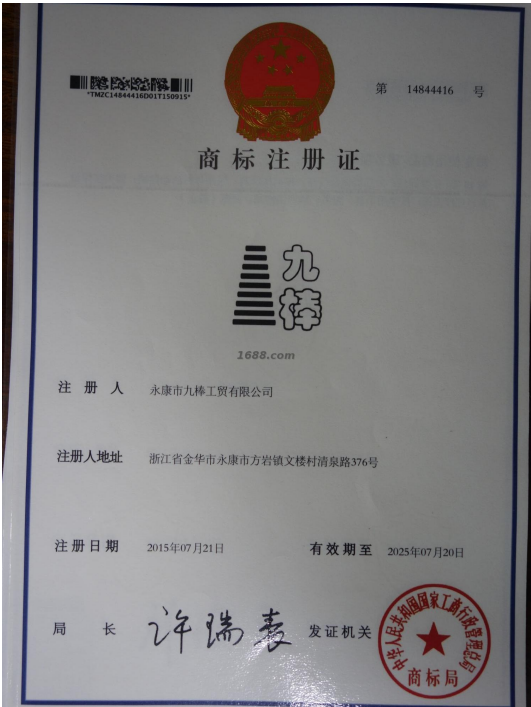 *TMZC14844416D01T150915*
第 14844416 号
商标注册证
九
棒
1688.com
注册人 永康市九棒工贸有限公司
注册人地址 浙江省金华市永康市方岩镇文楼村清泉路376号
注册日期 2015年07月21日 有效期至 2025年07月20日
局长 许瑞表 发证机关
中华人民共和国国家工商行政管理总局
商标局